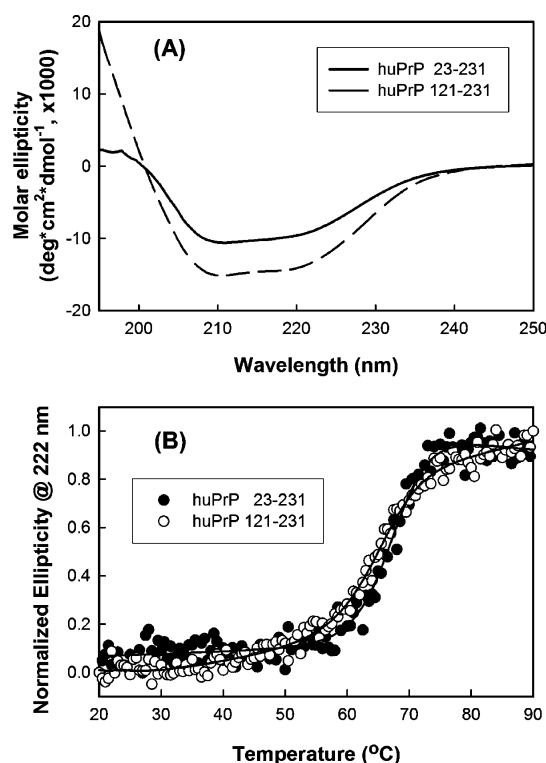 (A)
huPrP 23-231
huPrP 121-231
Molar ellipticity
(deg*cm2*dmol-1, x1000)
20
10
0
-10
-20
200
210
220
230
240
250
Wavelength (nm)
(B)
huPrP 23-231
huPrP 121-231
Normalized Ellipticity @ 222 nm
1.0
0.8
0.6
0.4
0.2
0.0
20
30
40
50
60
70
80
90
Temperature (oC)